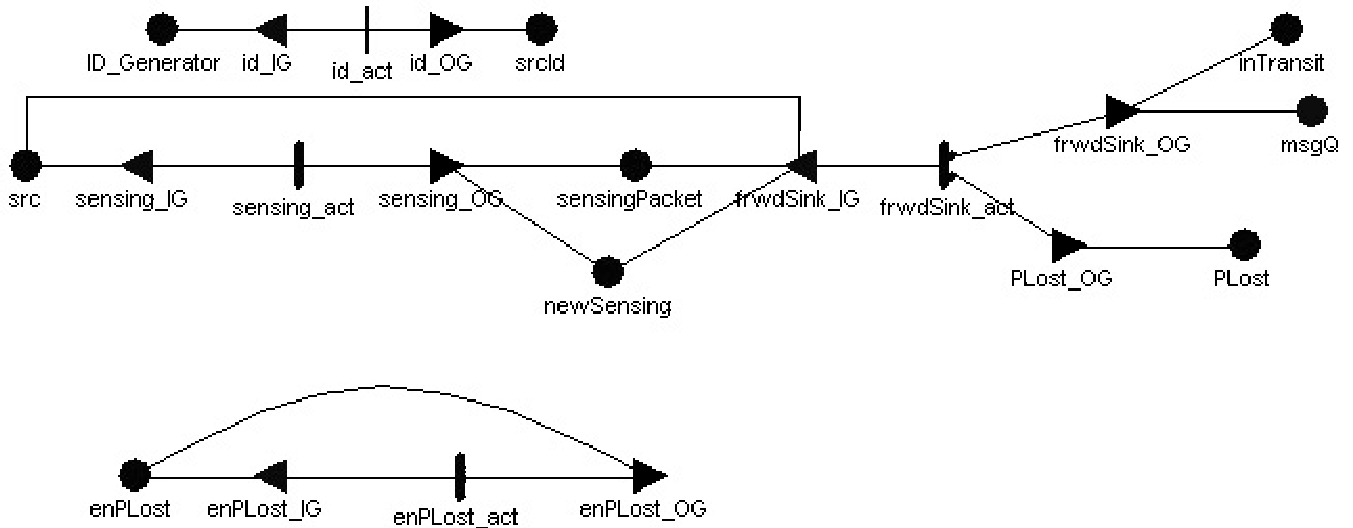 ID_Generator id_IG id_act id_OG srcId
inTransit
frwdSink_OG msgQ
src sensing_IG sensing_act sensing_OG sensingPacket frwdSink_IG frwdSink_act
PLost_OG PLost
newSensing
enPLost enPLost_IG enPLost_act enPLost_OG